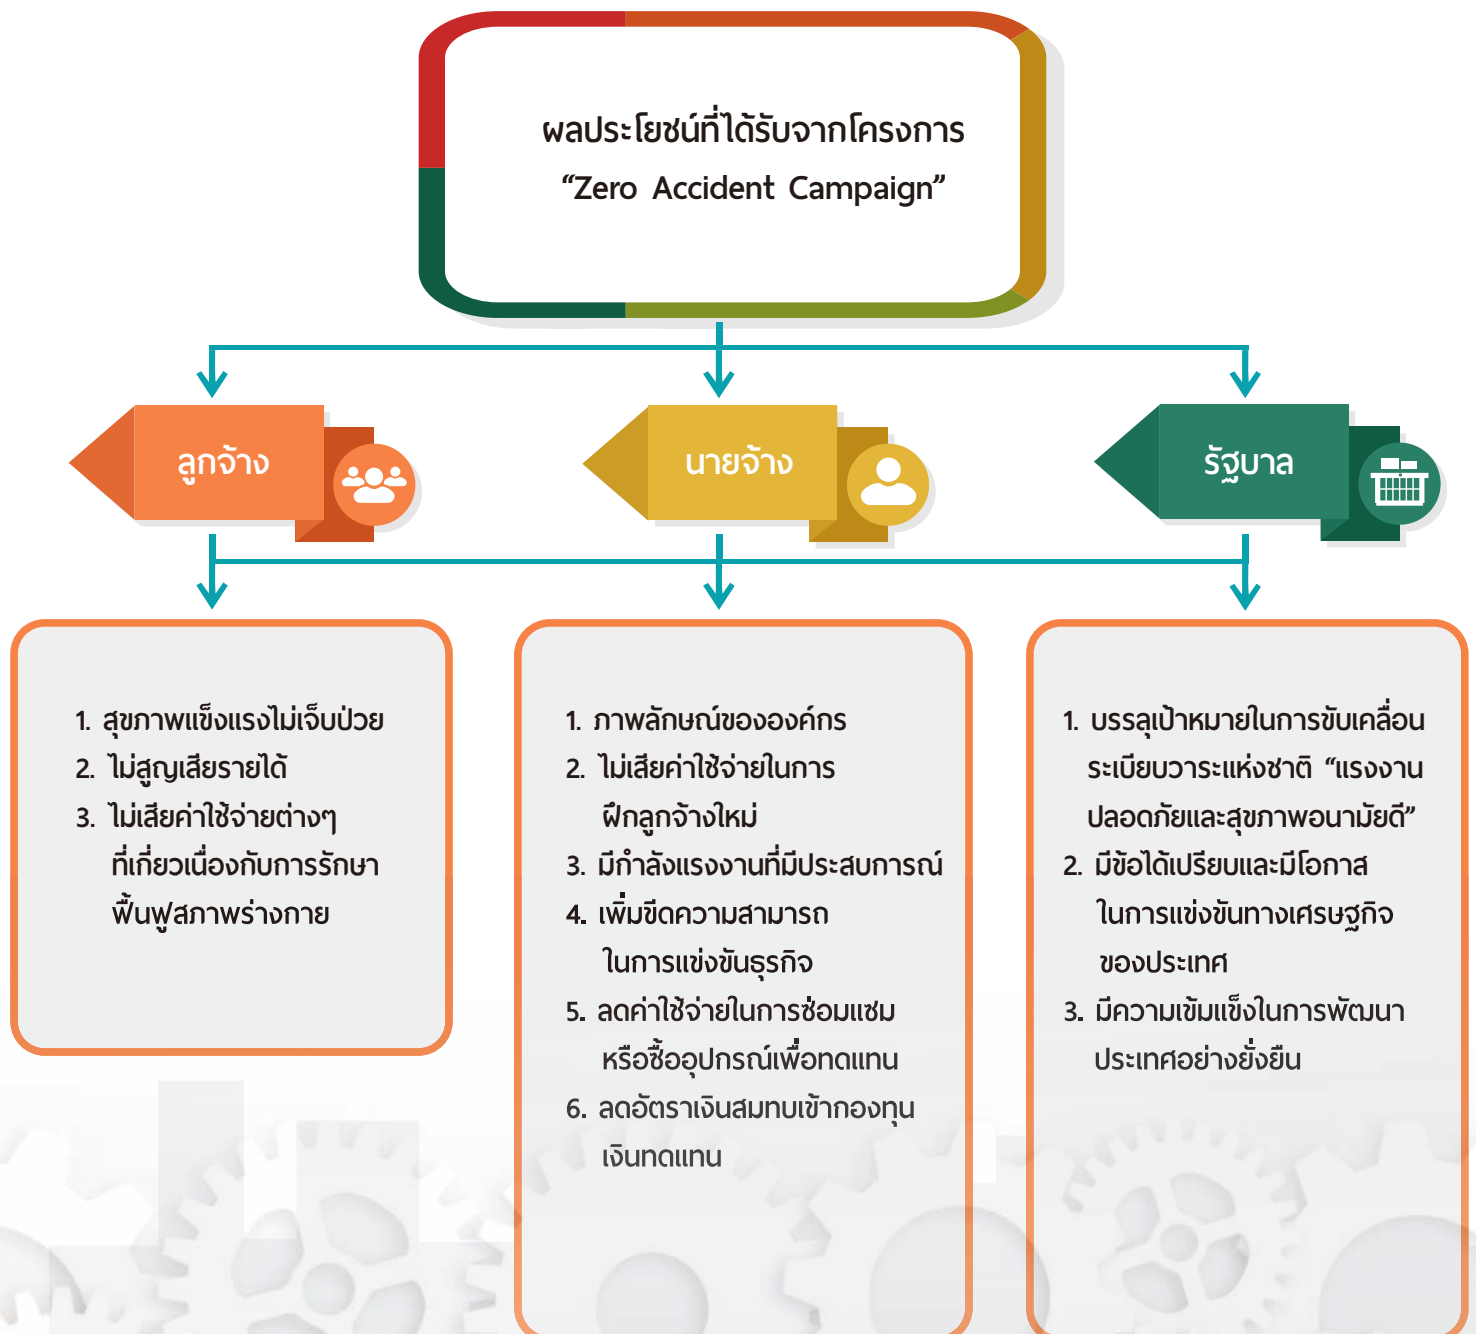 ผลประโยชน์ที่ได้รับจากโครงการ
“Zero Accident Campaign”
ลูกจ้าง
นายจ้าง
รัฐบาล
1. สุขภาพแข็งแรงไม่เจ็บป่วย
2. ไม่สูญเสียรายได้
3. ไม่เสียค่าใช้จ่ายต่างๆ
ที่เกี่ยวเนื่องกับการรักษา
ฟื้นฟูสภาพร่างกาย
1. ภาพลักษณ์ขององค์กร
2. ไม่เสียค่าใช้จ่ายในการ
ฝึกลูกจ้างใหม่
3. มีกำลังแรงงานที่มีประสบการณ์
4. เพิ่มขีดความสามารถ
ในการแข่งขันธุรกิจ
5. ลดค่าใช้จ่ายในการซ่อมแซม
หรือซื้ออุปกรณ์เพื่อทดแทน
6. ลดอัตราเงินสมทบเข้ากองทุน
เงินทดแทน
1. บรรลุเป้าหมายในการขับเคลื่อน
ระเบียบวาระแห่งชาติ “แรงงาน
ปลอดภัยและสุขภาพอนามัยดี”
2. มีข้อได้เปรียบและมีโอกาส
ในการแข่งขันทางเศรษฐกิจ
ของประเทศ
3. มีความเข้มแข็งในการพัฒนา
ประเทศอย่างยั่งยืน